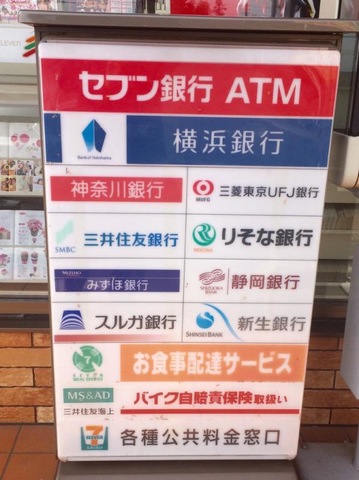 セブン銀行 ATM
Bank of Yokohama
横浜銀行
神奈川銀行
MUFG
三菱東京UFJ銀行
SMBC
三井住友銀行
RESONA
りそな銀行
MIZUHO
みずほ銀行
SHIZUOKA BANK
静岡銀行
スルガ銀行
SHINSEI BANK
新生銀行
7
お食事配達サービス
MS&AD
三井住友海上
バイク自賠責保険取扱い
7 ELEVEN
各種公共料金窓口
ELEVEN